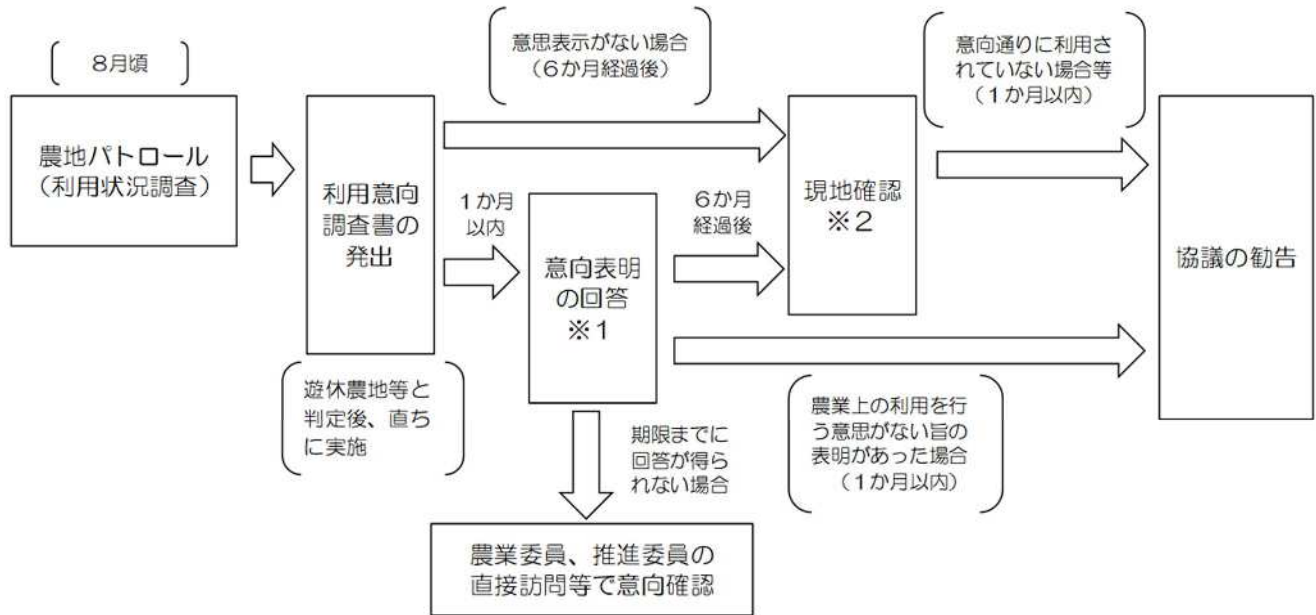 8月頃
農地パトロール
（利用状況調査）
利用意向
調査書の
発出
遊休農地等と
判定後、直ち
に実施
意思表示がない場合
（６か月経過後）
１か月
以内
意向表明
の回答
※１
期限までに
回答が得ら
れない場合
農業委員、推進委員の
直接訪問等で意向確認
６か月
経過後
現地確認
※２
意向通りに利用さ
れていない場合等
（１か月以内）
農業上の利用を行
う意思がない旨の
表明があった場合
（１か月以内）
協議の勧告